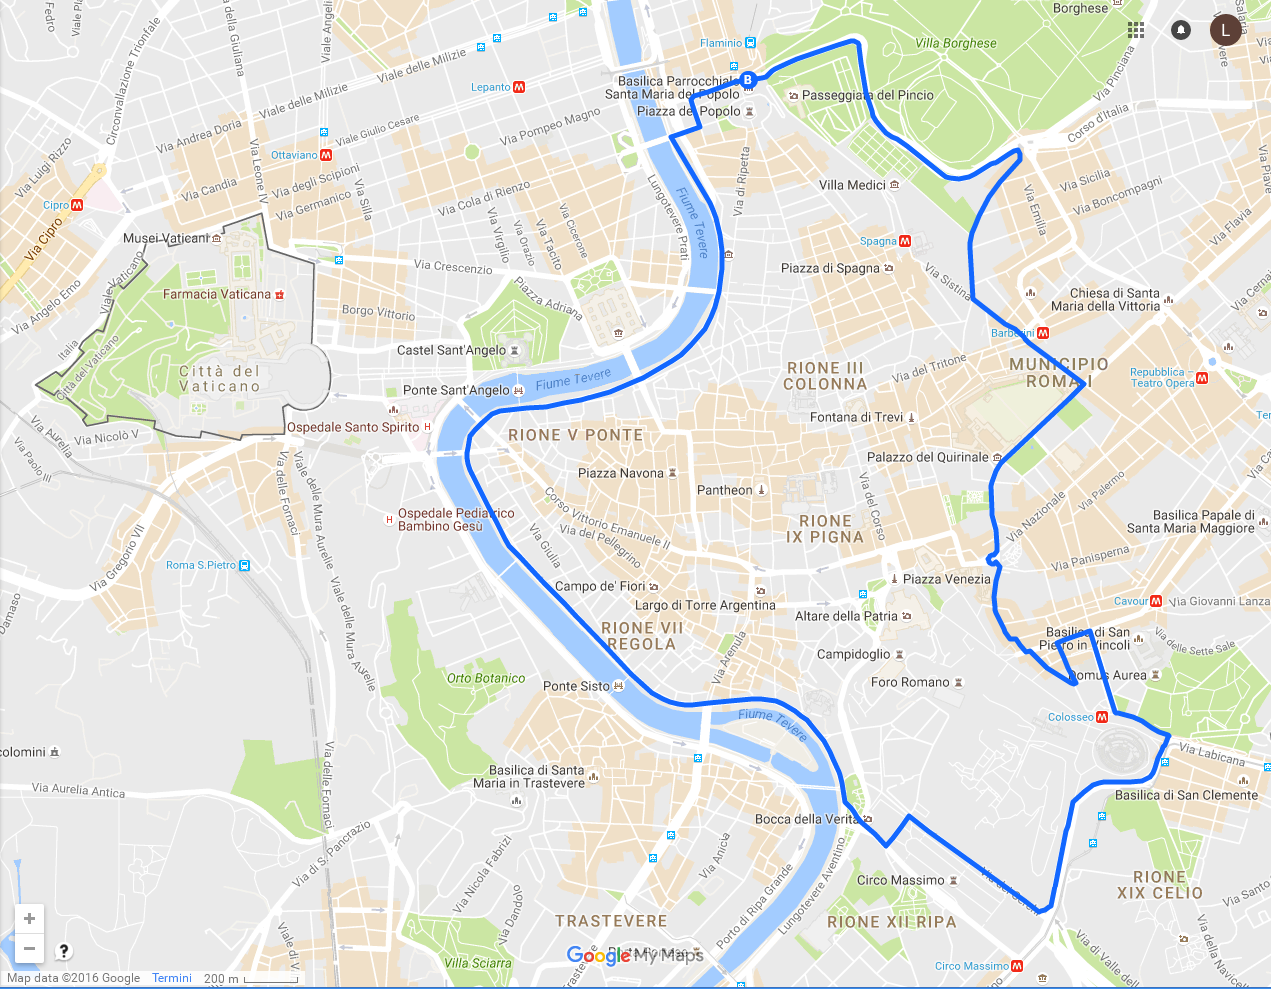 Borghese
L
Flaminio
Villa Borghese
Via Pinciana
Circonvallazione Trionfale
Viale delle Milizie
Viale delle Milizie
Lepanto
Basilica Parrocchiale
Santa Maria del Popolo
B
Passeggiata del Pincio
Piazza del Popolo
Corso d'Italia
Via Andrea Doria
Viale Giulio Cesare
Via Pompeo Magno
Ottaviano
Via Luigi Rizzo
Via Leone IV
Via degli Scipioni
Via Candia
Via Germanico
Via Silla
Via Cola di Rienzo
Lungotevere Prati
Via di Ripetta
Villa Medici
Via Sicilia
Via Boncompagni
Via Emilia
Via Piave
Cipro
Via Cipro
Via Virgilio
Via Orazio
Via Tacito
Via Cicerone
Fiume Tevere
Via Flavia
Musei Vaticani
Viale Vaticano
Spagna
Via Crescenzio
Piazza di Spagna
Via Sistina
Piazza Adriana
Farmacia Vaticana
Via Angelo Emo
Borgo Vittorio
Chiesa di Santa
Maria della Vittoria
Barberini
Castel Sant'Angelo
Italia
Città del Vaticano
Città del
Vaticano
RIONE III
COLONNA
Via del Tritone
MUNICIPIO
ROMA I
Repubblica -
Teatro Opera
Fiume Tevere
Ponte Sant'Angelo
Fontana di Trevi
Ospedale Santo Spirito
Via Nicolò V
Via Aurelia
Via Paolo III
RIONE V PONTE
Palazzo del Quirinale
Via delle Fornaci
Viale delle Mura Aurelie
Piazza Navona
Pantheon
Via del Corso
Via Nazionale
Via Palermo
Corso Vittorio Emanuele II
Via del Pellegrino
Via Giulia
Ospedale Pediatrico
Bambino Gesù
RIONE
IX PIGNA
Basilica Papale di
Santa Maria Maggiore
Via Gregorio VII
Roma S.Pietro
Via Panisperna
Campo de' Fiori
Piazza Venezia
Largo di Torre Argentina
Cavour
Via Giovanni Lanza
Altare della Patria
Viale delle Mura Aurelie
RIONE VII
REGOLA
Via Arenula
Basilica di San
Pietro in Vincoli
Via delle Sette Sale
Campidoglio
Domus Aurea
Orto Botanico
Ponte Sisto
Foro Romano
Colosseo
Fiume Tevere
Via Labicana
Basilica di Santa
Maria in Trastevere
Via delle Fornaci
Via Aurelia Antica
Basilica di San Clemente
Bocca della Verità
Via di S. Pancrazio
Via Nicola Fabrizi
Via Anicia
Lungotevere Aventino
Porto di Ripa Grande
Circo Massimo
Via dei Cerchi
RIONE
XIX CELIO
TRASTEVERE
RIONE XII RIPA
Via Dandolo
Villa Sciarra
Circo Massimo
+
−
?
Google My Maps
Map data ©2016 Google
Termini
200 m